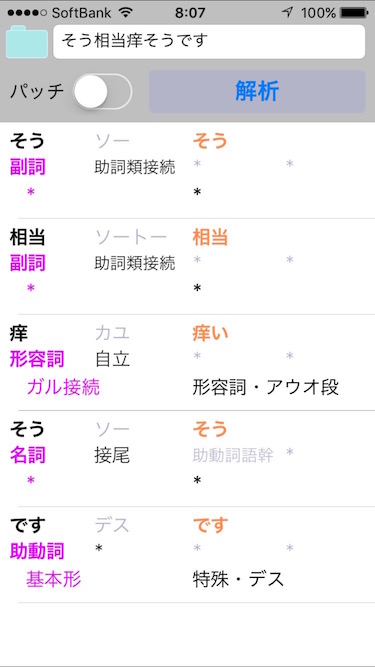 SoftBank 8:07 100%
そう相当痒そうです
パッチ 解析
そう ソー そう
副詞 助詞類接続 * *
* *
相当 ソートー 相当
副詞 助詞類接続 * *
* *
痒 カユ 痒い
形容詞 自立 * *
ガル接続 形容詞・アウオ段
そう ソー そう
名詞 接尾 助動詞語幹 *
* *
です デス です
助動詞 * * *
基本形 特殊・デス